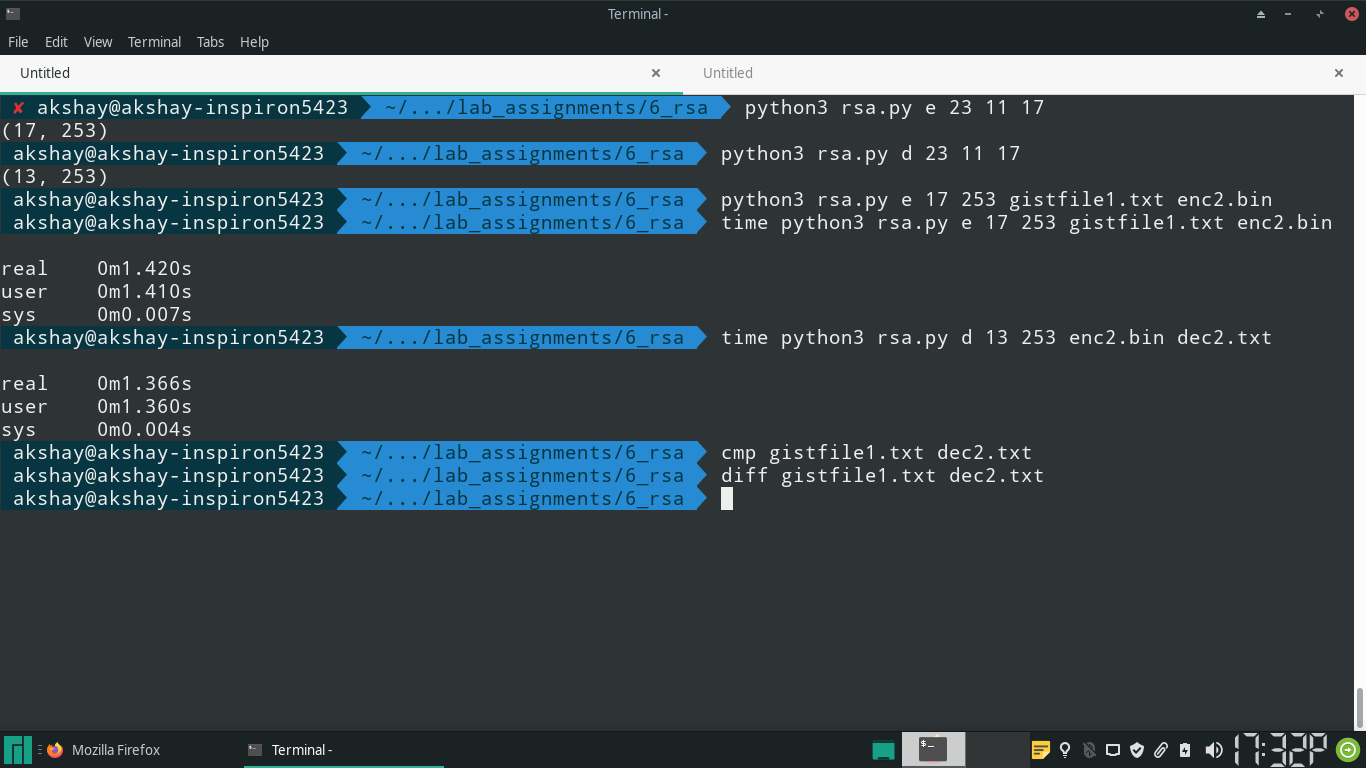 Terminal -
File Edit View Terminal Tabs Help
Untitled
Untitled
✘ akshay@akshay-inspiron5423 ~/.../lab_assignments/6_rsa python3 rsa.py e 23 11 17
(17, 253)
akshay@akshay-inspiron5423 ~/.../lab_assignments/6_rsa python3 rsa.py d 23 11 17
(13, 253)
akshay@akshay-inspiron5423 ~/.../lab_assignments/6_rsa python3 rsa.py e 17 253 gistfile1.txt enc2.bin
akshay@akshay-inspiron5423 ~/.../lab_assignments/6_rsa time python3 rsa.py e 17 253 gistfile1.txt enc2.bin
real 0m1.420s
user 0m1.410s
sys 0m0.007s
akshay@akshay-inspiron5423 ~/.../lab_assignments/6_rsa time python3 rsa.py d 13 253 enc2.bin dec2.txt
real 0m1.366s
user 0m1.360s
sys 0m0.004s
akshay@akshay-inspiron5423 ~/.../lab_assignments/6_rsa cmp gistfile1.txt dec2.txt
akshay@akshay-inspiron5423 ~/.../lab_assignments/6_rsa diff gistfile1.txt dec2.txt
akshay@akshay-inspiron5423 ~/.../lab_assignments/6_rsa
Mozilla Firefox
Terminal -
$-
17:32P